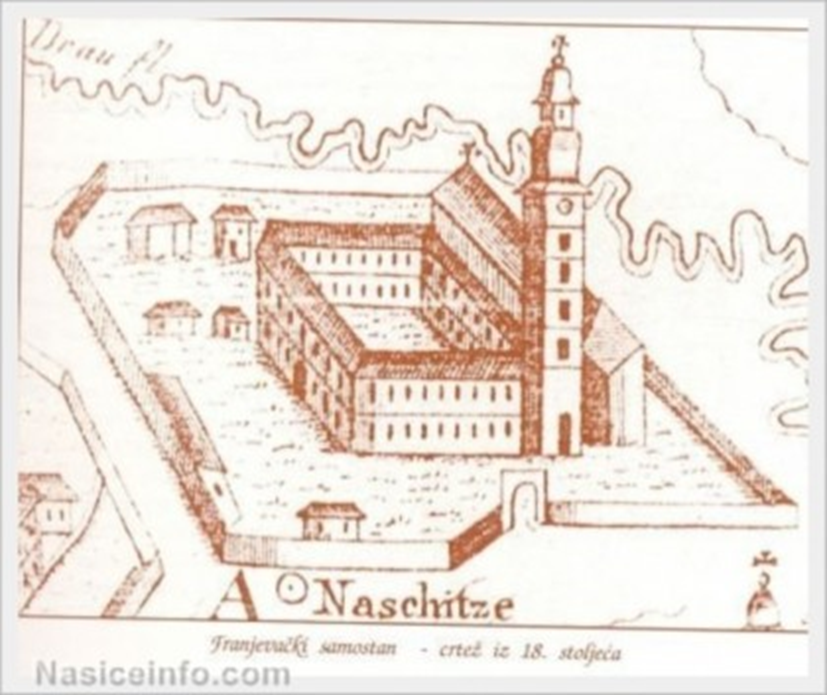 Drau fl.
A ⊙ Naschitze
Franjevački samostan - crtež iz 18. stoljeća
Nasiceinfo.com